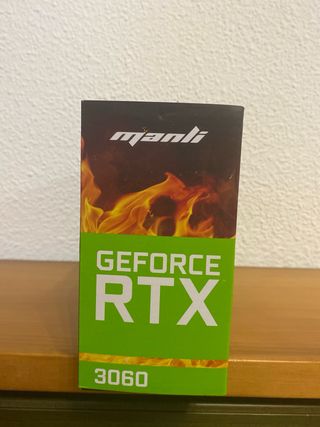 manli
GEFORCE
RTX
3060